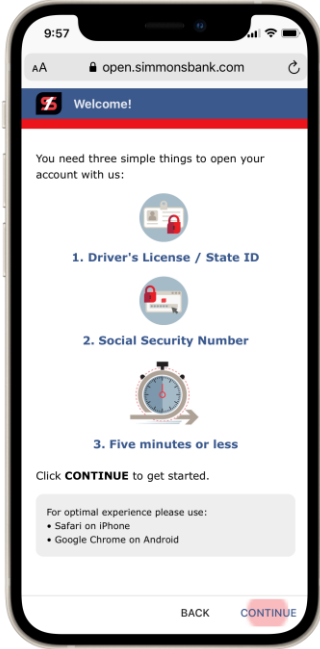 9:57
AA open.simmonsbank.com
Welcome!
You need three simple things to open your
account with us:
1. Driver's License / State ID
2. Social Security Number
3. Five minutes or less
Click CONTINUE to get started.
For optimal experience please use:
• Safari on iPhone
• Google Chrome on Android
BACK CONTINUE